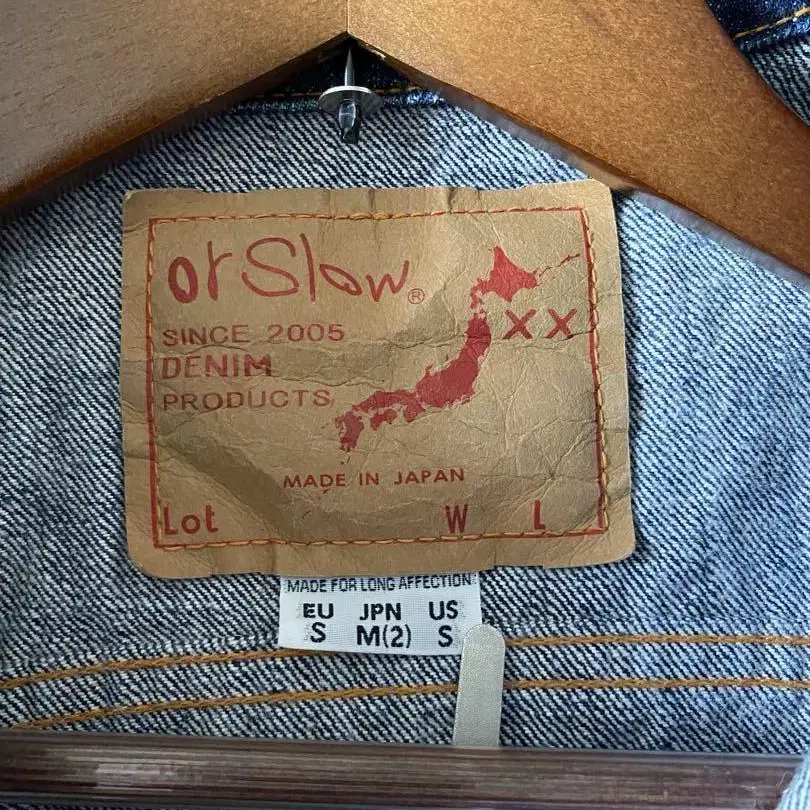 orSlow®
XX
SINCE 2005
DENIM
PRODUCTS
MADE IN JAPAN
Lot W L
MADE FOR LONG AFFECTION
EU JPN US
S M(2) S